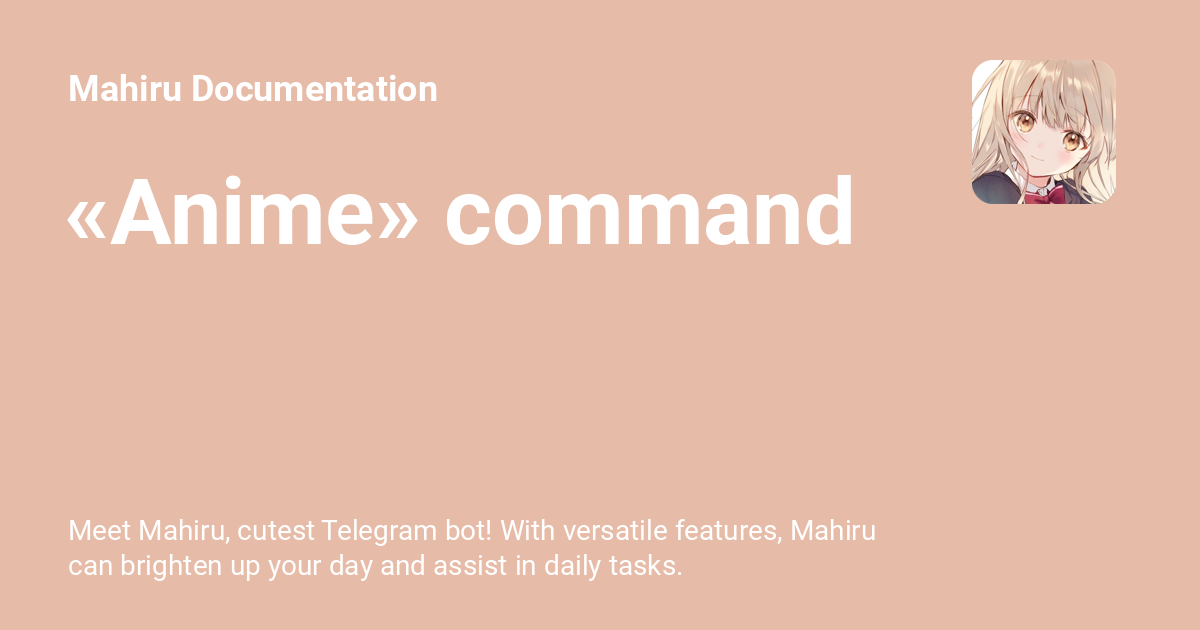 Mahiru Documentation
«Anime» command
Meet Mahiru, cutest Telegram bot! With versatile features, Mahiru
can brighten up your day and assist in daily tasks.